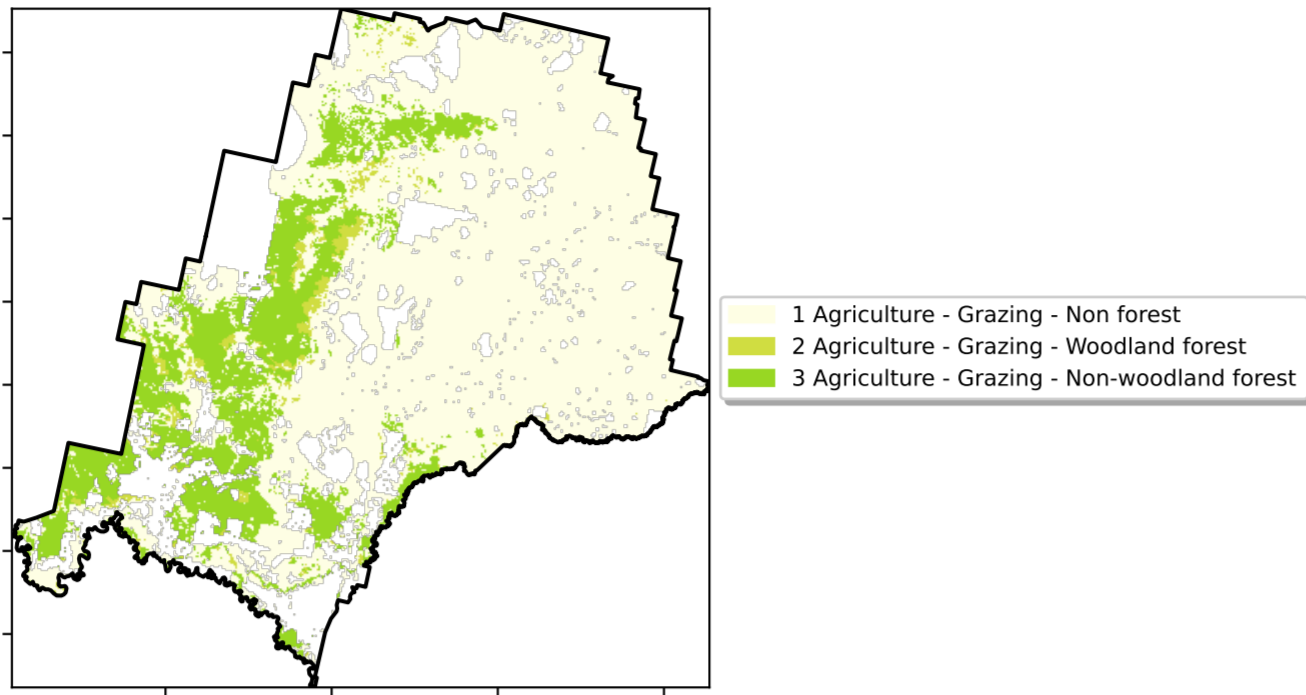 1 Agriculture - Grazing - Non forest
2 Agriculture - Grazing - Woodland forest
3 Agriculture - Grazing - Non-woodland forest